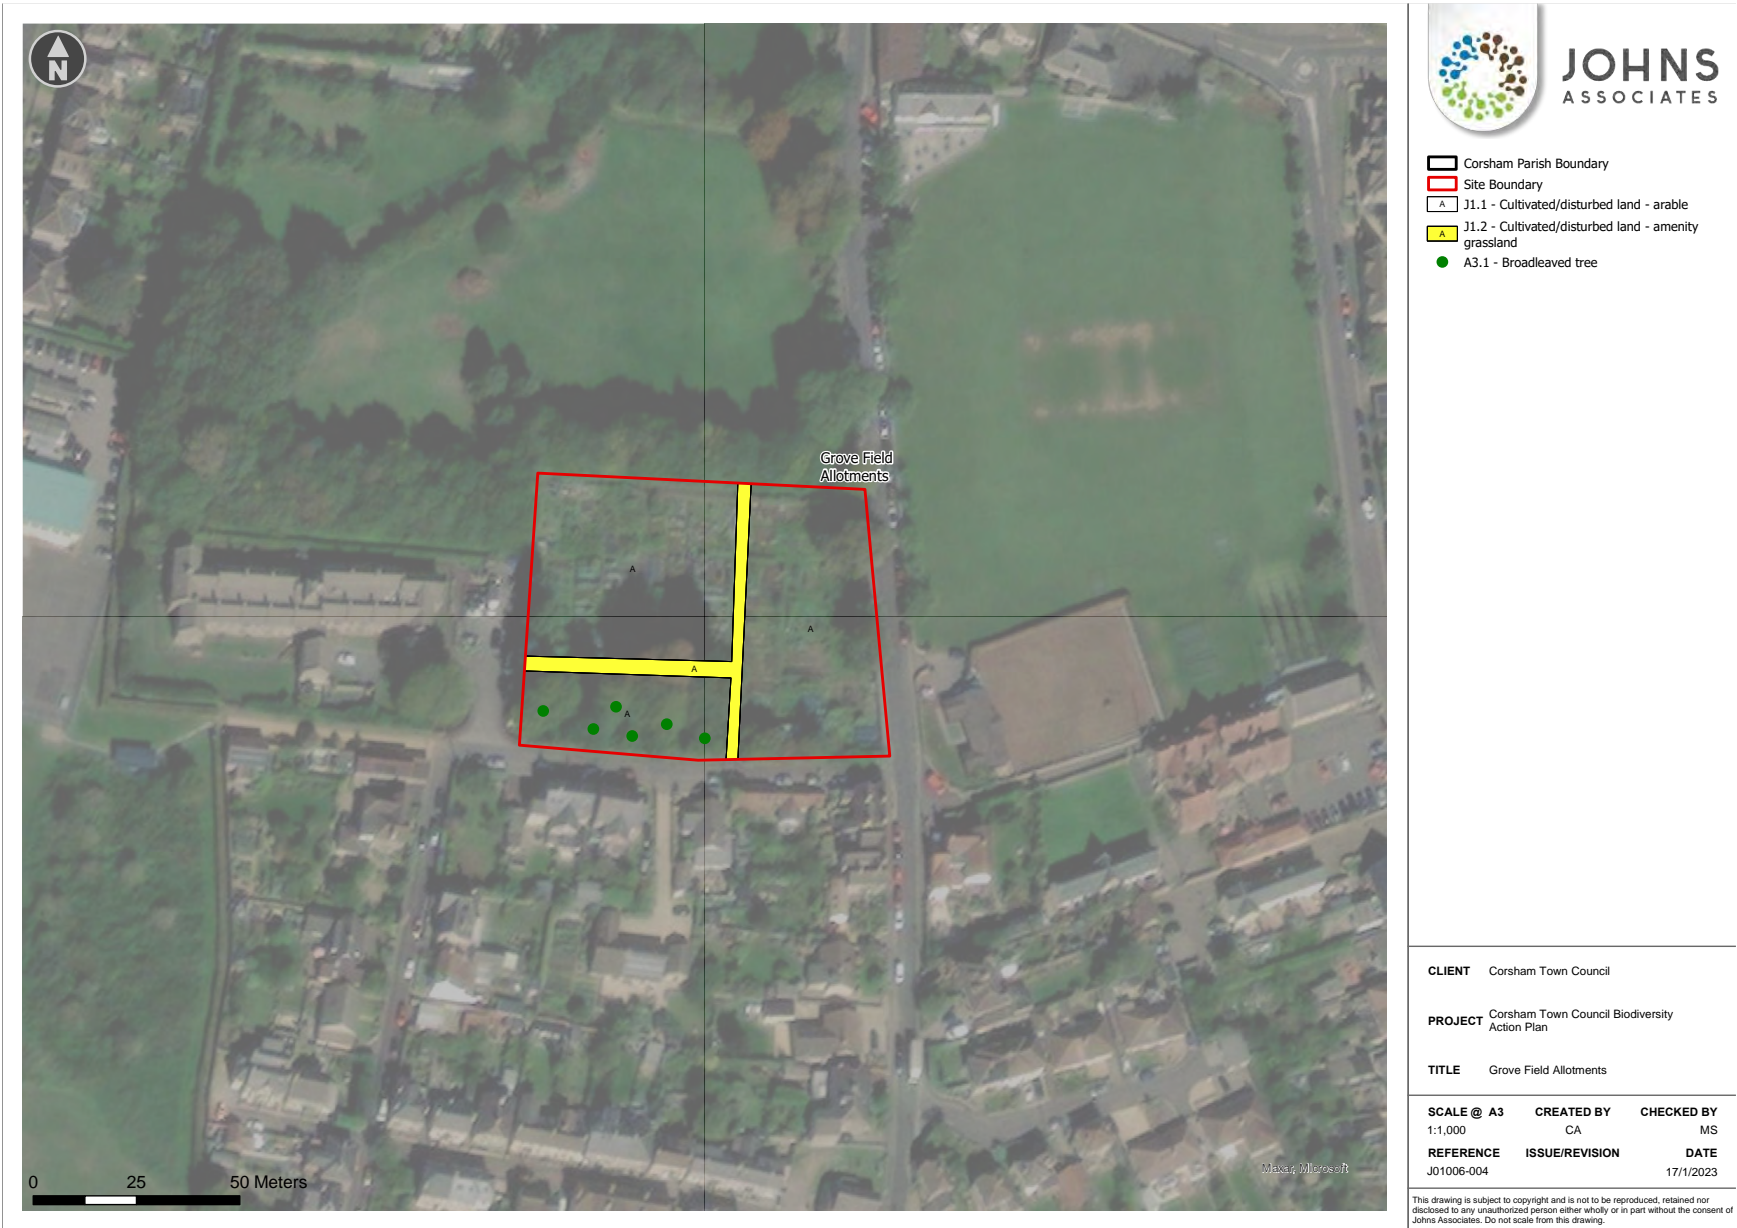 N
JOHNS
ASSOCIATES
Corsham Parish Boundary
Site Boundary
A J1.1 - Cultivated/disturbed land - arable
A J1.2 - Cultivated/disturbed land - amenity
grassland
A3.1 - Broadleaved tree
Grove Field
Allotments
A
A
A
A
0 25 50 Meters
Maxar, Microsoft
CLIENT Corsham Town Council
PROJECT Corsham Town Council Biodiversity
Action Plan
TITLE Grove Field Allotments
SCALE @ A3 CREATED BY CHECKED BY
1:1,000 CA MS
REFERENCE ISSUE/REVISION DATE
J01006-004 17/1/2023
This drawing is subject to copyright and is not to be reproduced, retained nor
disclosed to any unauthorized person either wholly or in part without the consent of
Johns Associates. Do not scale from this drawing.